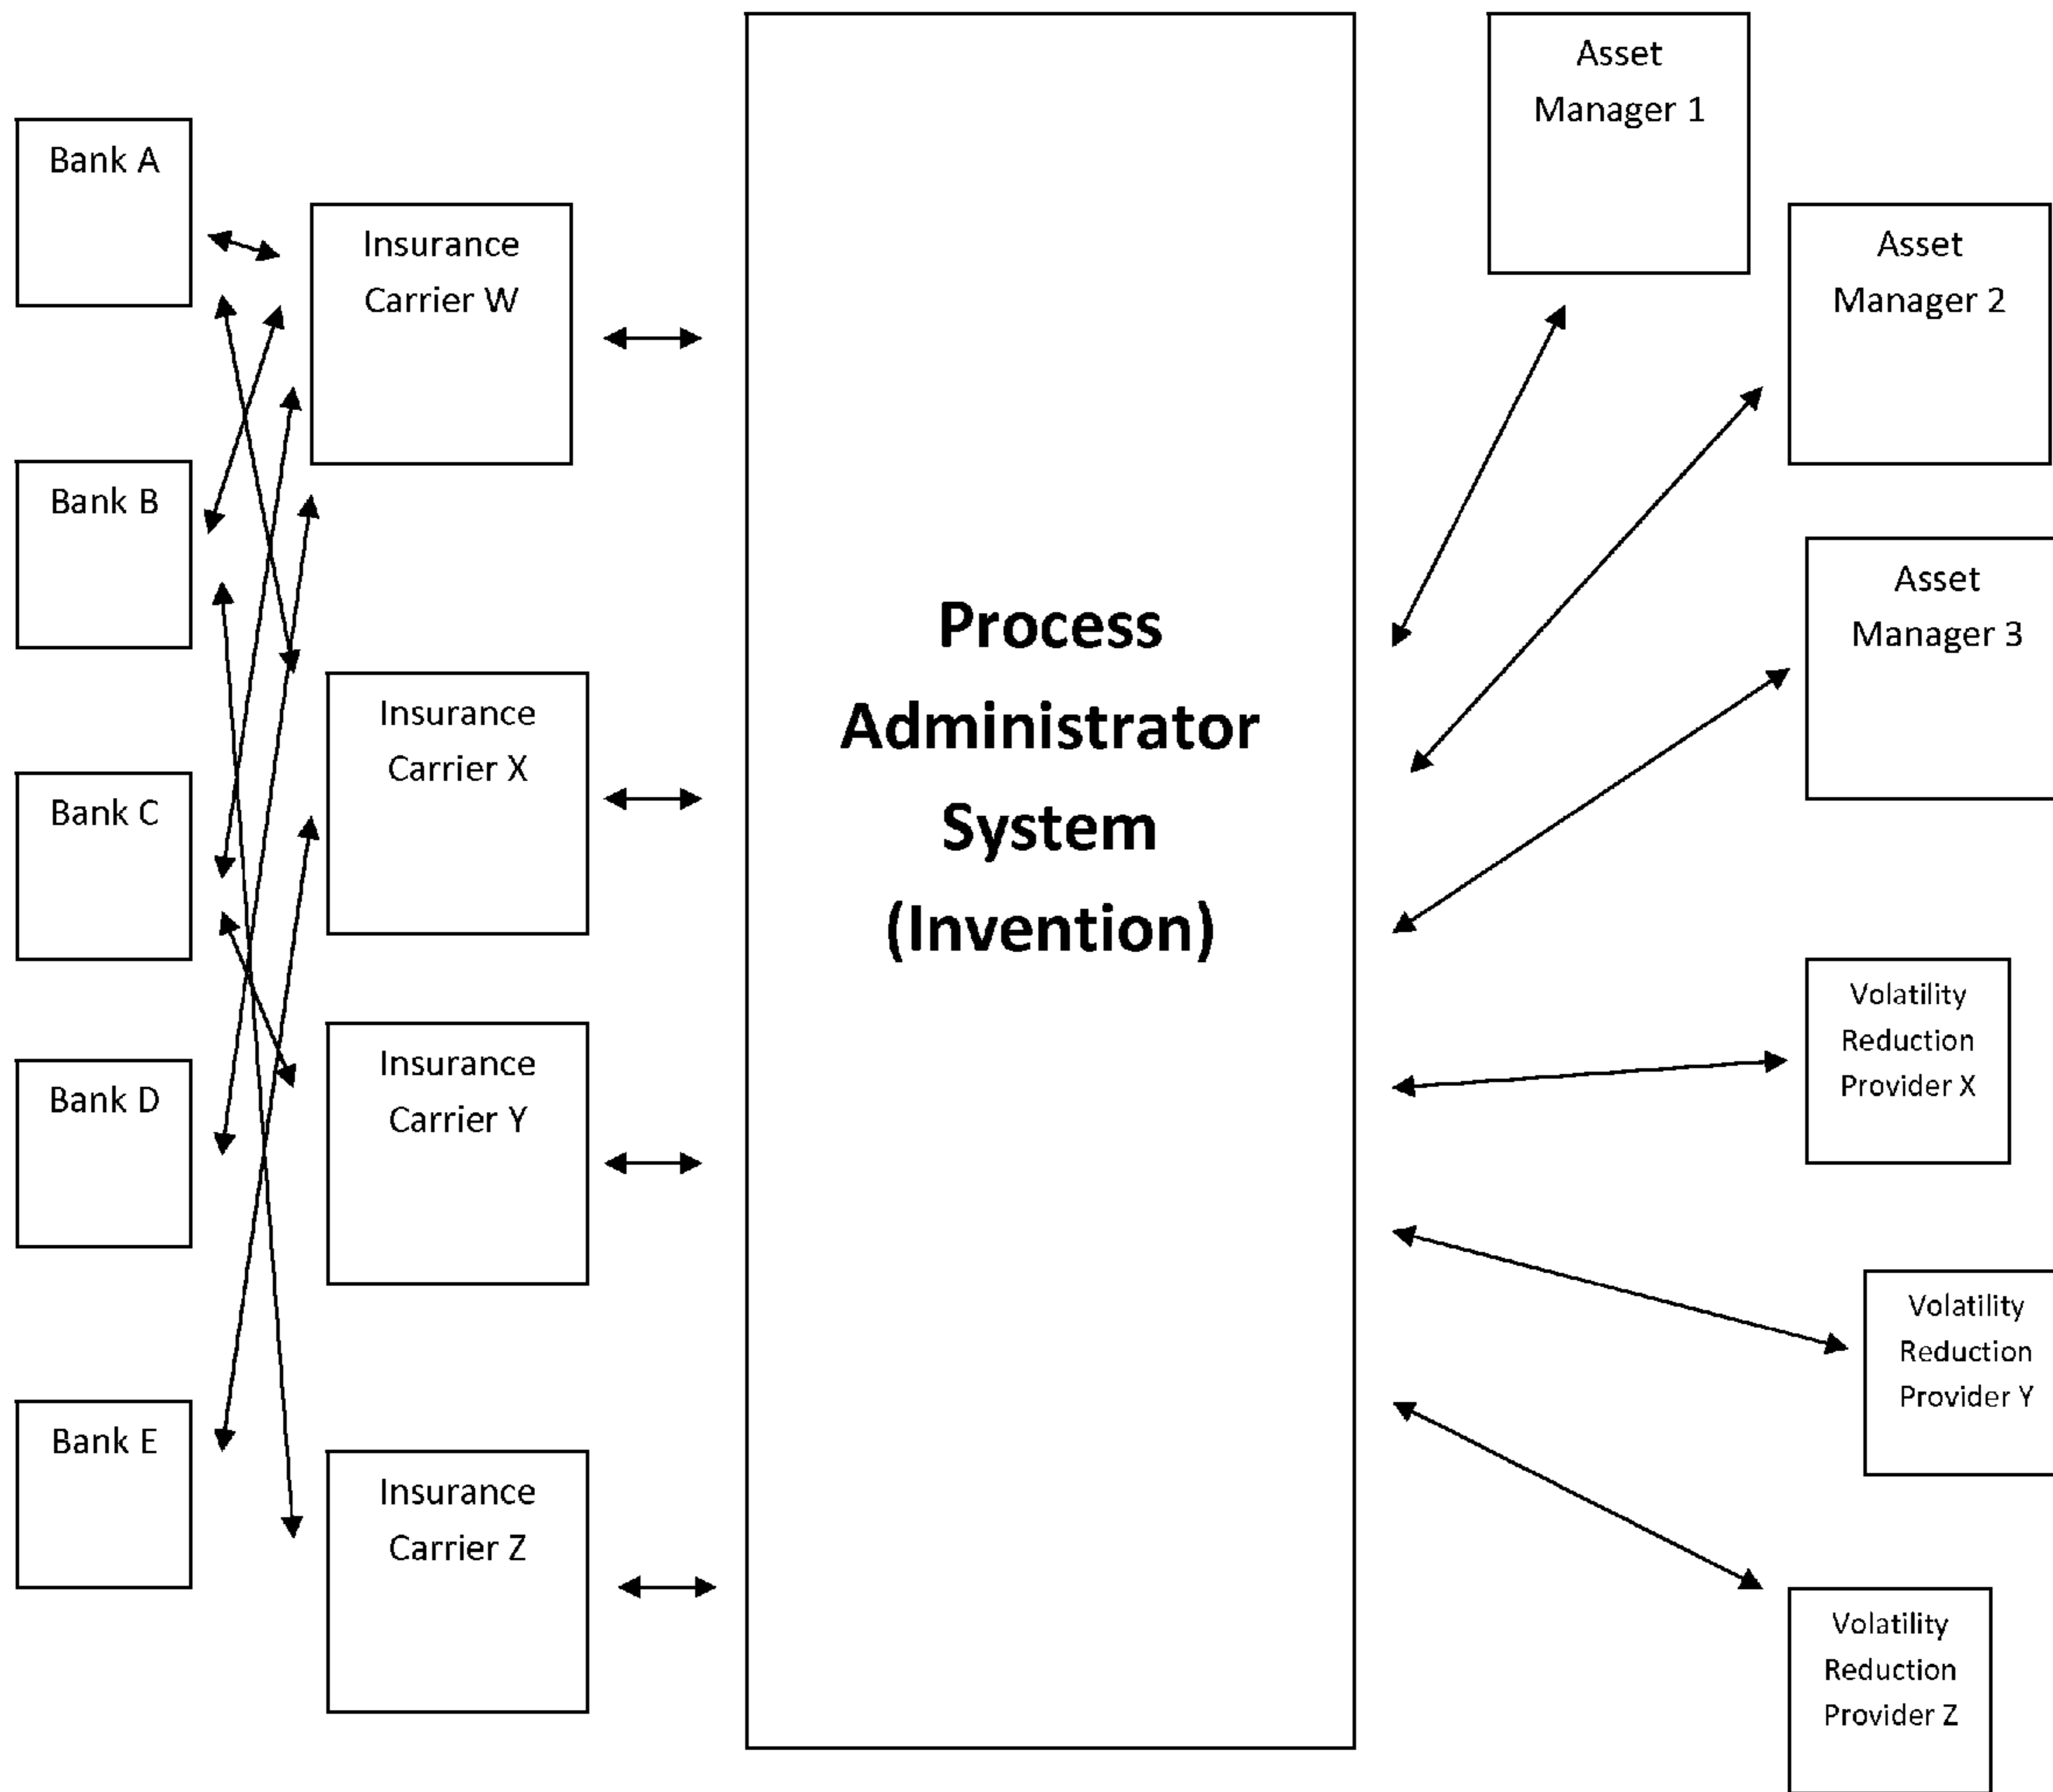 Bank A
Bank B
Bank C
Bank D
Bank E
Insurance
Carrier W
Insurance
Carrier X
Insurance
Carrier Y
Insurance
Carrier Z
Process
Administrator
System
(Invention)
Asset
Manager 1
Asset
Manager 2
Asset
Manager 3
Volatility
Reduction
Provider X
Volatility
Reduction
Provider Y
Volatility
Reduction
Provider Z